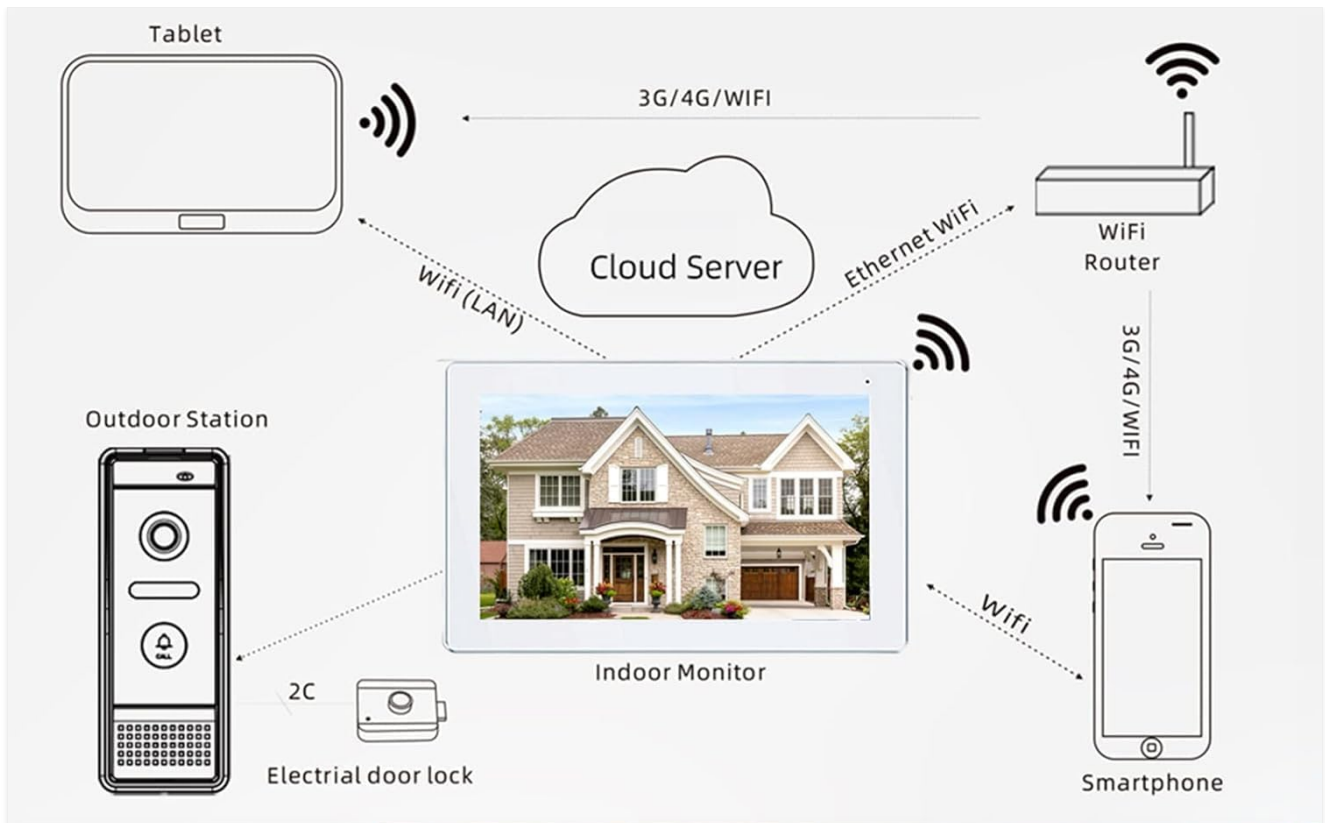 Tablet
3G/4G/WIFI
WiFi
Router
Cloud Server
Ethernet WiFi
Wifi (LAN)
3G/4G/WIFI
Outdoor Station
CALL
Indoor Monitor
Wifi
2C
Electrial door lock
Smartphone